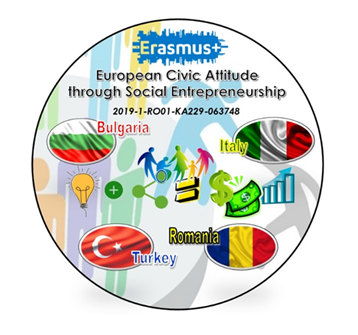 Erasmus+
European Civic Attitude
through Social Entrepreneurship
2019-1-RO01-KA229-063748
Bulgaria
Italy
Romania
Turkey